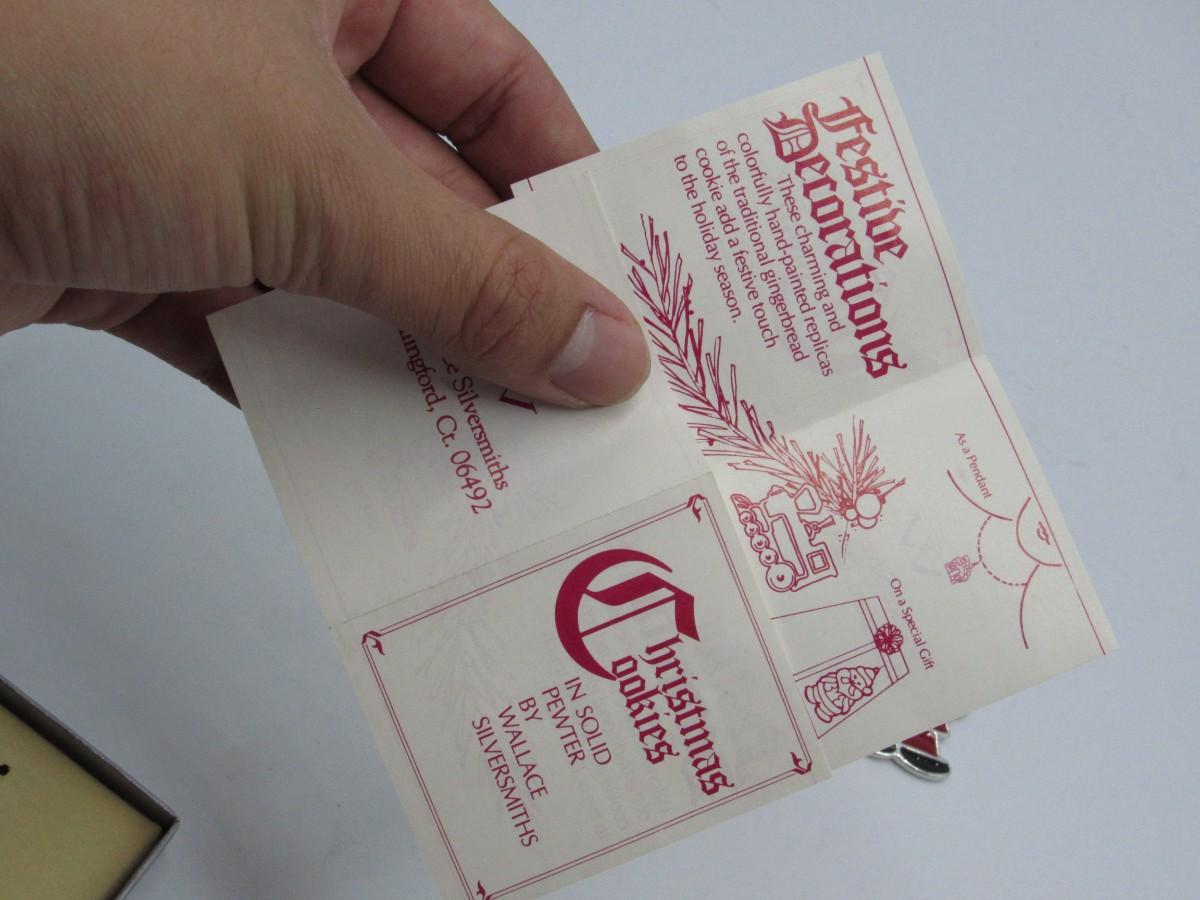 Festive
Decorations
These charming and
colorfully hand-painted replicas
of the traditional gingerbread
cookie add a festive touch
to the holiday season.
As a Pendant
On a Special Gift
Silversmiths
Ct. 06492
Christmas
Cookies
IN SOLID
PEWTER
BY
WALLACE
SILVERSMITHS